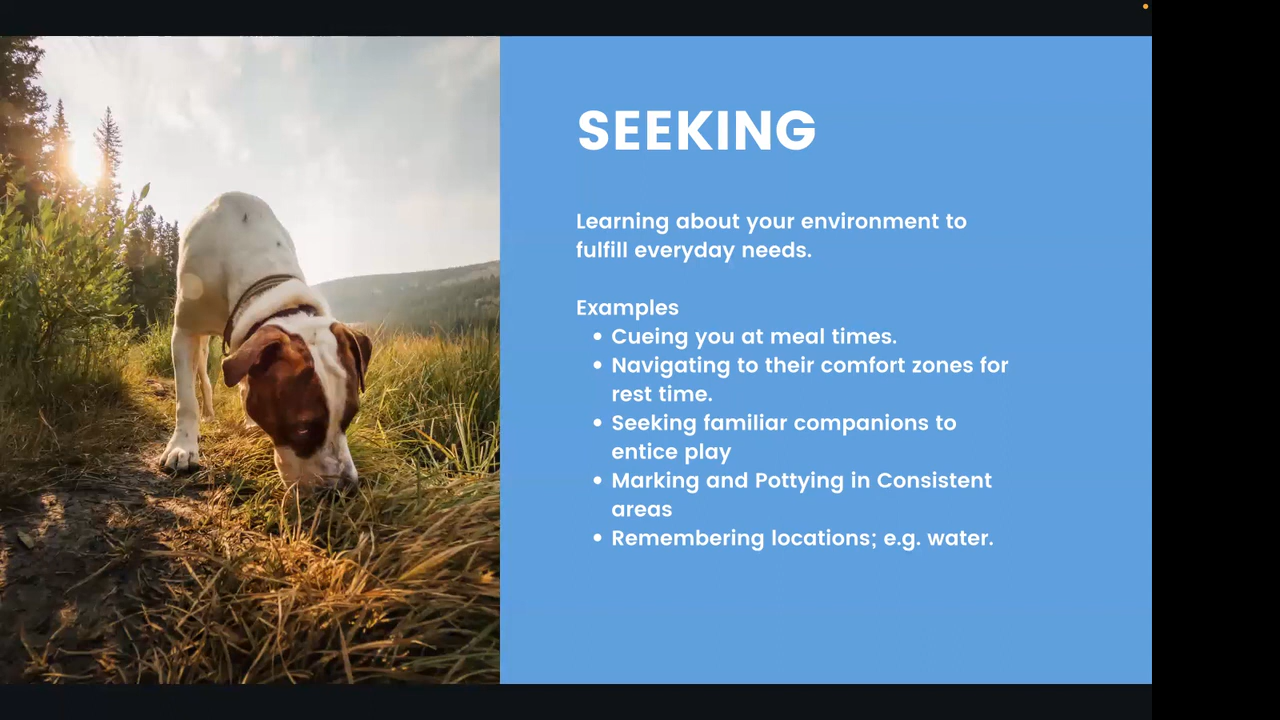 SEEKING
Learning about your environment to
fulfill everyday needs.
Examples
• Cueing you at meal times.
• Navigating to their comfort zones for
rest time.
• Seeking familiar companions to
entice play
• Marking and Pottying in Consistent
areas
• Remembering locations; e.g. water.